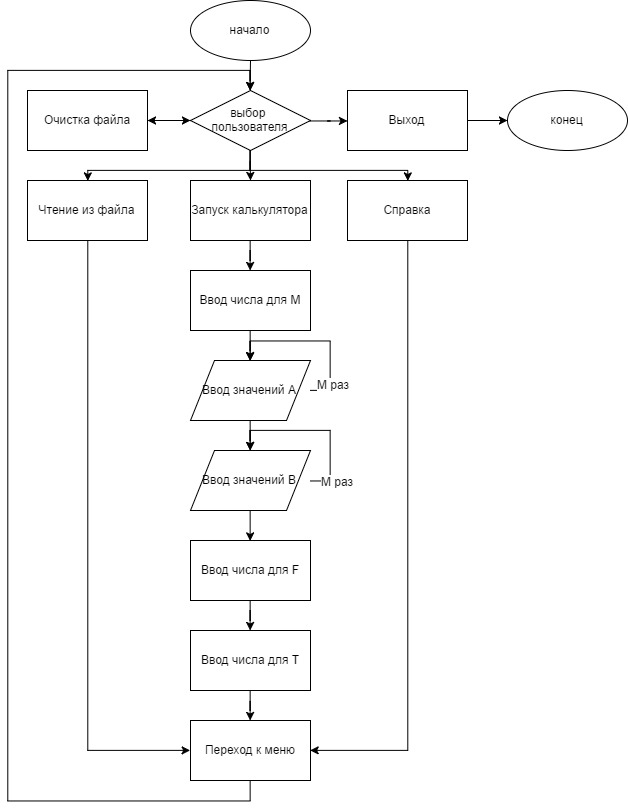 начало
Очистка файла
выбор
пользователя
Выход
конец
Чтение из файла
Запуск калькулятора
Справка
Ввод числа для M
Ввод значений A
M раз
Ввод значений B
M раз
Ввод числа для F
Ввод числа для T
Переход к меню